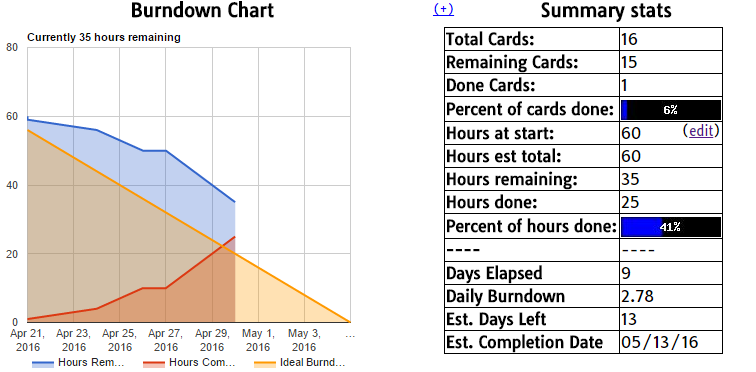 Burndown Chart
Currently 35 hours remaining
80
60
40
20
0
Apr 21, 2016
Apr 23, 2016
Apr 25, 2016
Apr 27, 2016
Apr 29, 2016
May 1, 2016
May 3, 2016
...
Hours Rem...
Hours Com...
Ideal Burnd...
(+)
Summary stats
Total Cards: 16
Remaining Cards: 15
Done Cards: 1
Percent of cards done: 6%
Hours at start: 60 (edit)
Hours est total: 60
Hours remaining: 35
Hours done: 25
Percent of hours done: 41%
---- ----
Days Elapsed 9
Daily Burndown 2.78
Est. Days Left 13
Est. Completion Date 05/13/16